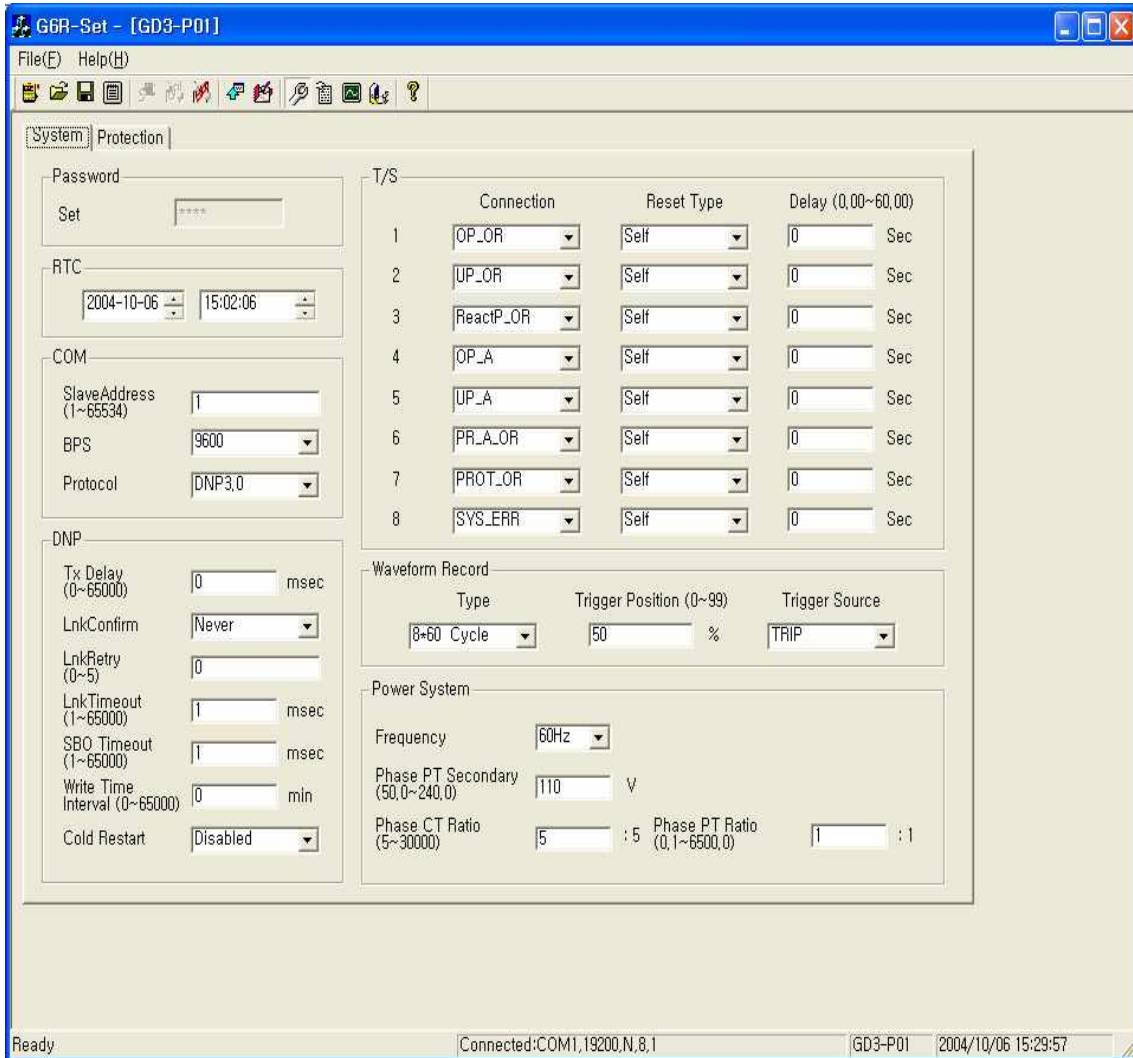 G6R-Set - [GD3-P01]
File(F) Help(H)
System Protection
Password
Set ****
RTC
2004-10-06 15:02:06
COM
SlaveAddress
(1~65534) 1
BPS 9600
Protocol DNP3,0
DNP
Tx Delay
(0~65000) 0 msec
LnkConfirm Never
LnkRetry
(0~5) 0
LnkTimeout
(1~65000) 1 msec
SBO Timeout
(1~65000) 1 msec
Write Time
Interval (0~65000) 0 min
Cold Restart Disabled
T/S
Connection Reset Type Delay (0,00~60,00)
1 OP_OR Self 0 Sec
2 UP_OR Self 0 Sec
3 ReactP_OR Self 0 Sec
4 OP_A Self 0 Sec
5 UP_A Self 0 Sec
6 PR_A_OR Self 0 Sec
7 PROT_OR Self 0 Sec
8 SYS_ERR Self 0 Sec
Waveform Record
Type Trigger Position (0~99) Trigger Source
8*60 Cycle 50 % TRIP
Power System
Frequency 60Hz
Phase PT Secondary
(50,0~240,0) 110 V
Phase CT Ratio
(5~30000) 5 : 5
Phase PT Ratio
(0,1~6500,0) 1 : 1
Ready Connected:COM1,19200,N,8,1 GD3-P01 2004/10/06 15:29:57